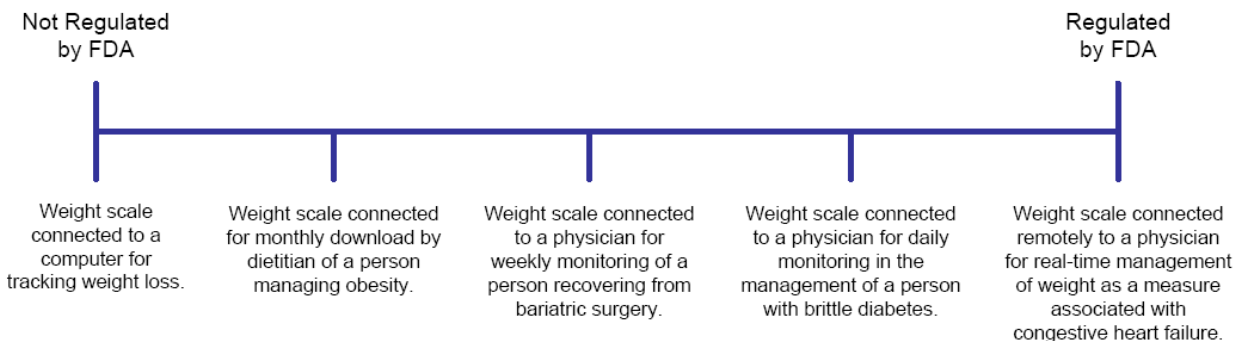 Not Regulated
by FDA
Regulated
by FDA
Weight scale
connected to a
computer for
tracking weight loss.
Weight scale connected
for monthly download by
dietitian of a person
managing obesity.
Weight scale connected
to a physician for
weekly monitoring of a
person recovering from
bariatric surgery.
Weight scale connected
to a physician for daily
monitoring in the
management of a person
with brittle diabetes.
Weight scale connected
remotely to a physician
for real-time management
of weight as a measure
associated with
congestive heart failure.